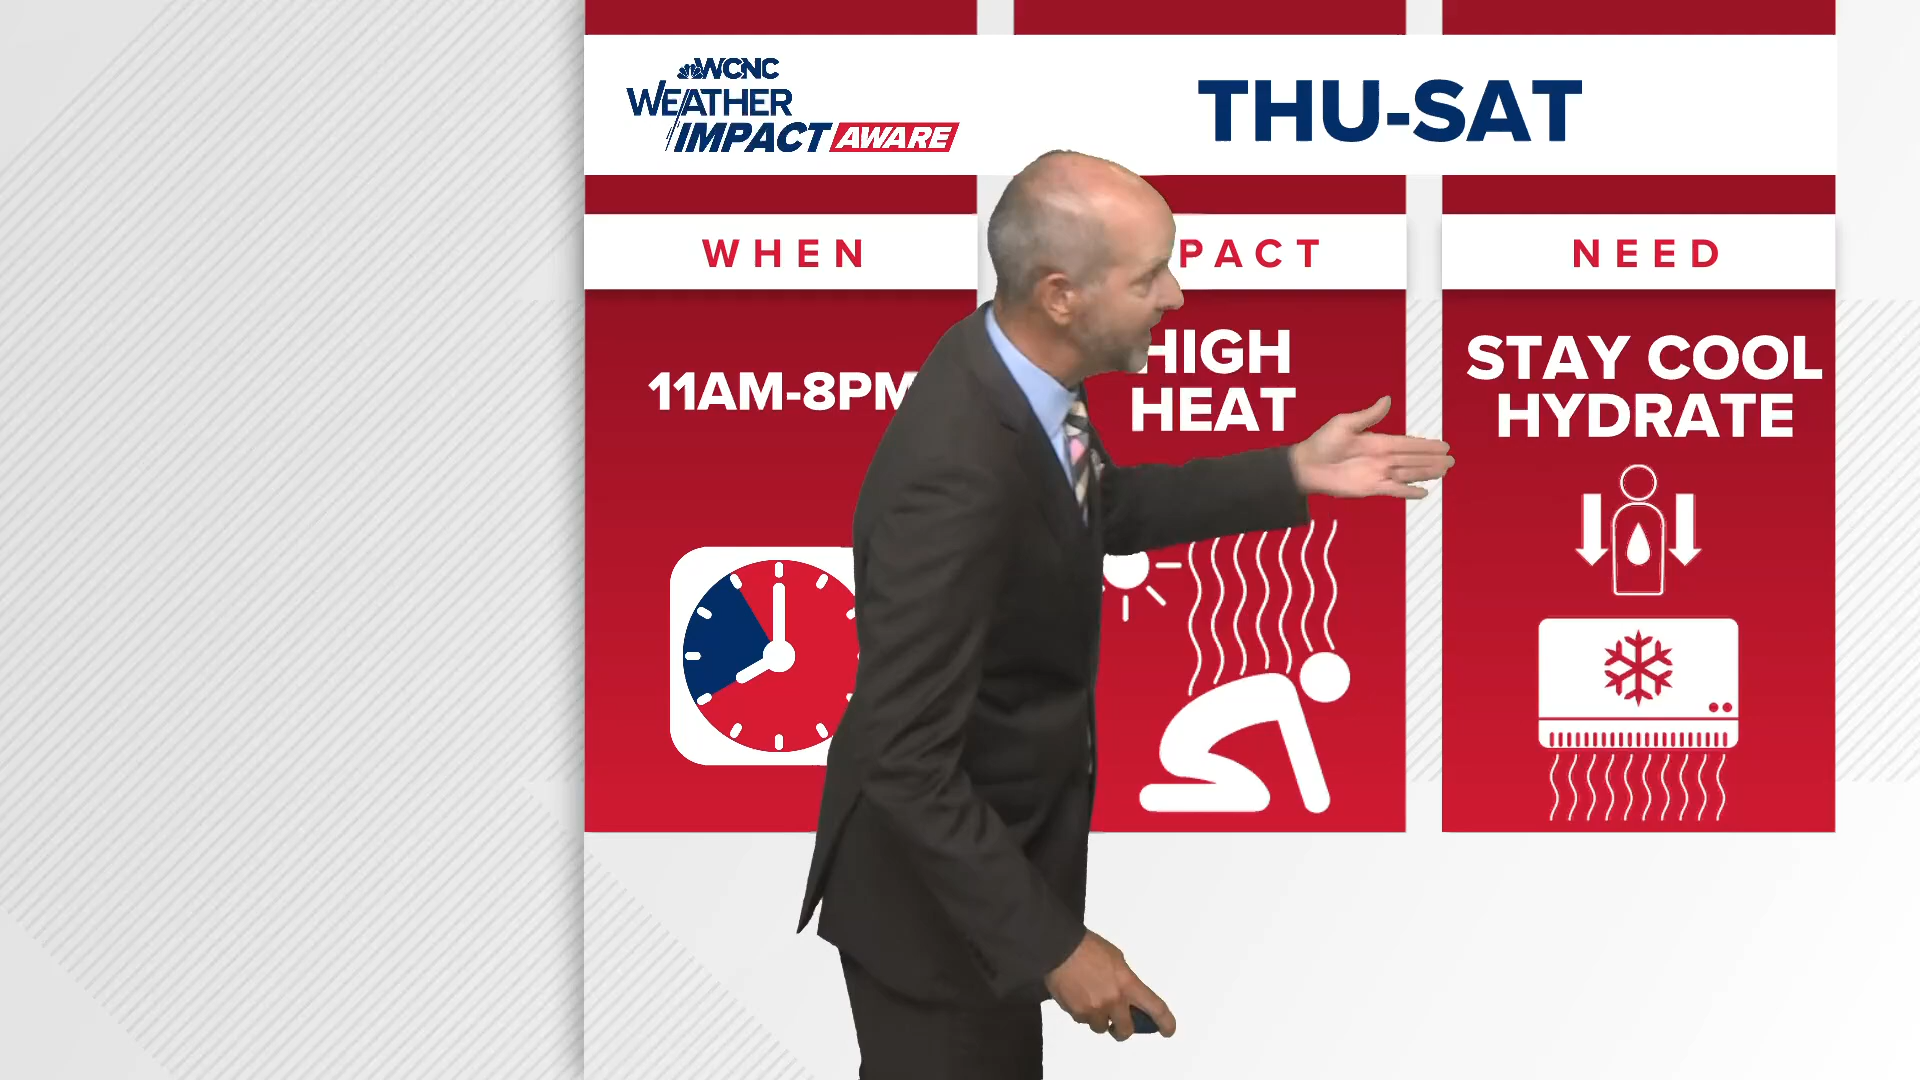 WCNC
WEATHER
IMPACT AWARE
THU-SAT
WHEN
PACT
NEED
11AM-8PM
HIGH
HEAT
STAY COOL
HYDRATE